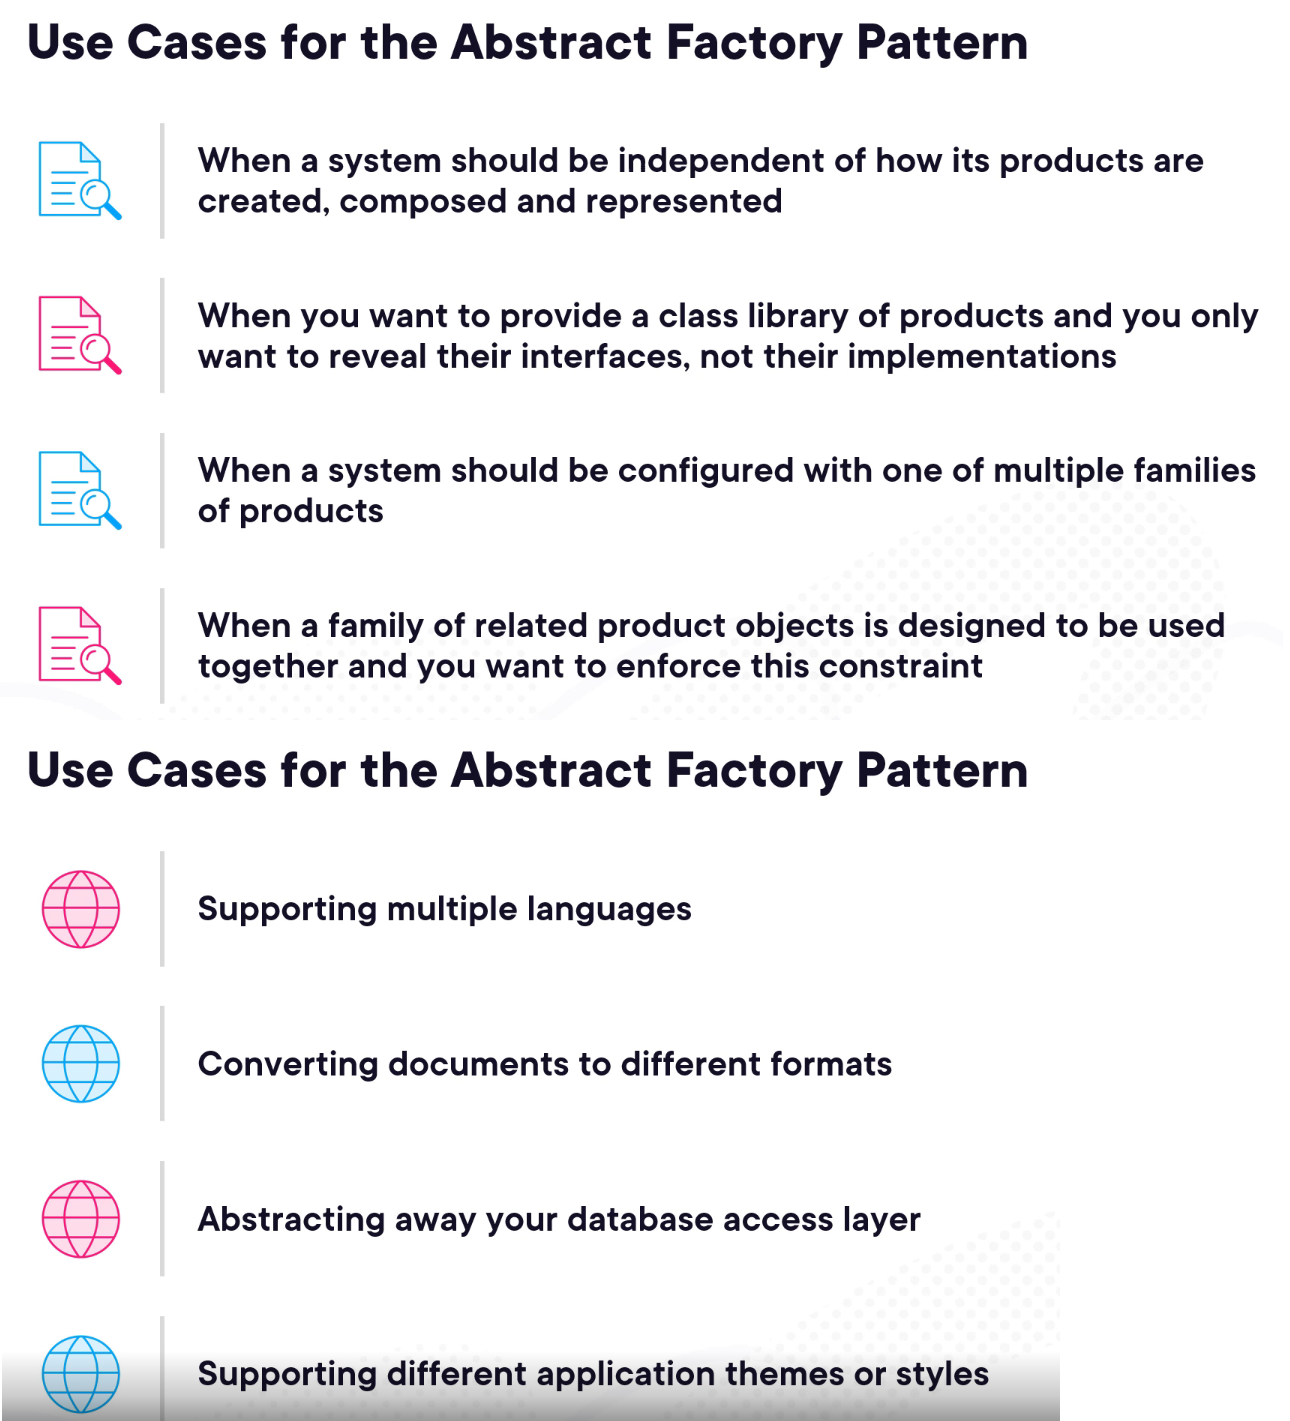 Use Cases for the Abstract Factory Pattern
When a system should be independent of how its products are
created, composed and represented
When you want to provide a class library of products and you only
want to reveal their interfaces, not their implementations
When a system should be configured with one of multiple families
of products
When a family of related product objects is designed to be used
together and you want to enforce this constraint
Use Cases for the Abstract Factory Pattern
Supporting multiple languages
Converting documents to different formats
Abstracting away your database access layer
Supporting different application themes or styles